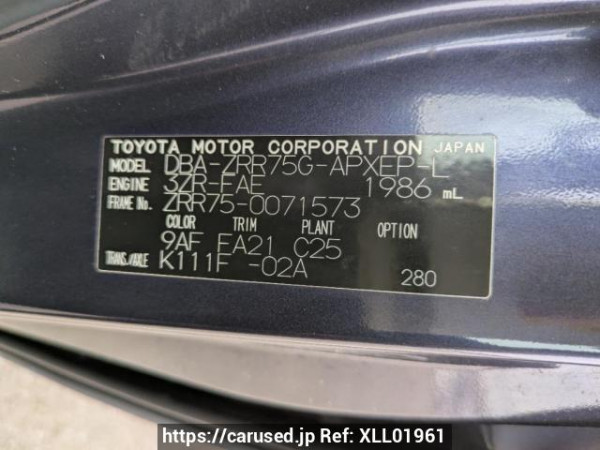 TOYOTA MOTOR CORPORATION JAPAN
MODEL DBA-ZRR75G-APXEP-L
ENGINE 3ZR-FAE 1986 mL
FRAME No. ZRR75-0071573
COLOR TRIM PLANT OPTION
9AF FA21 C25
TRANS./AXLE K111F -02A 280
https://carused.jp Ref: XLL01961